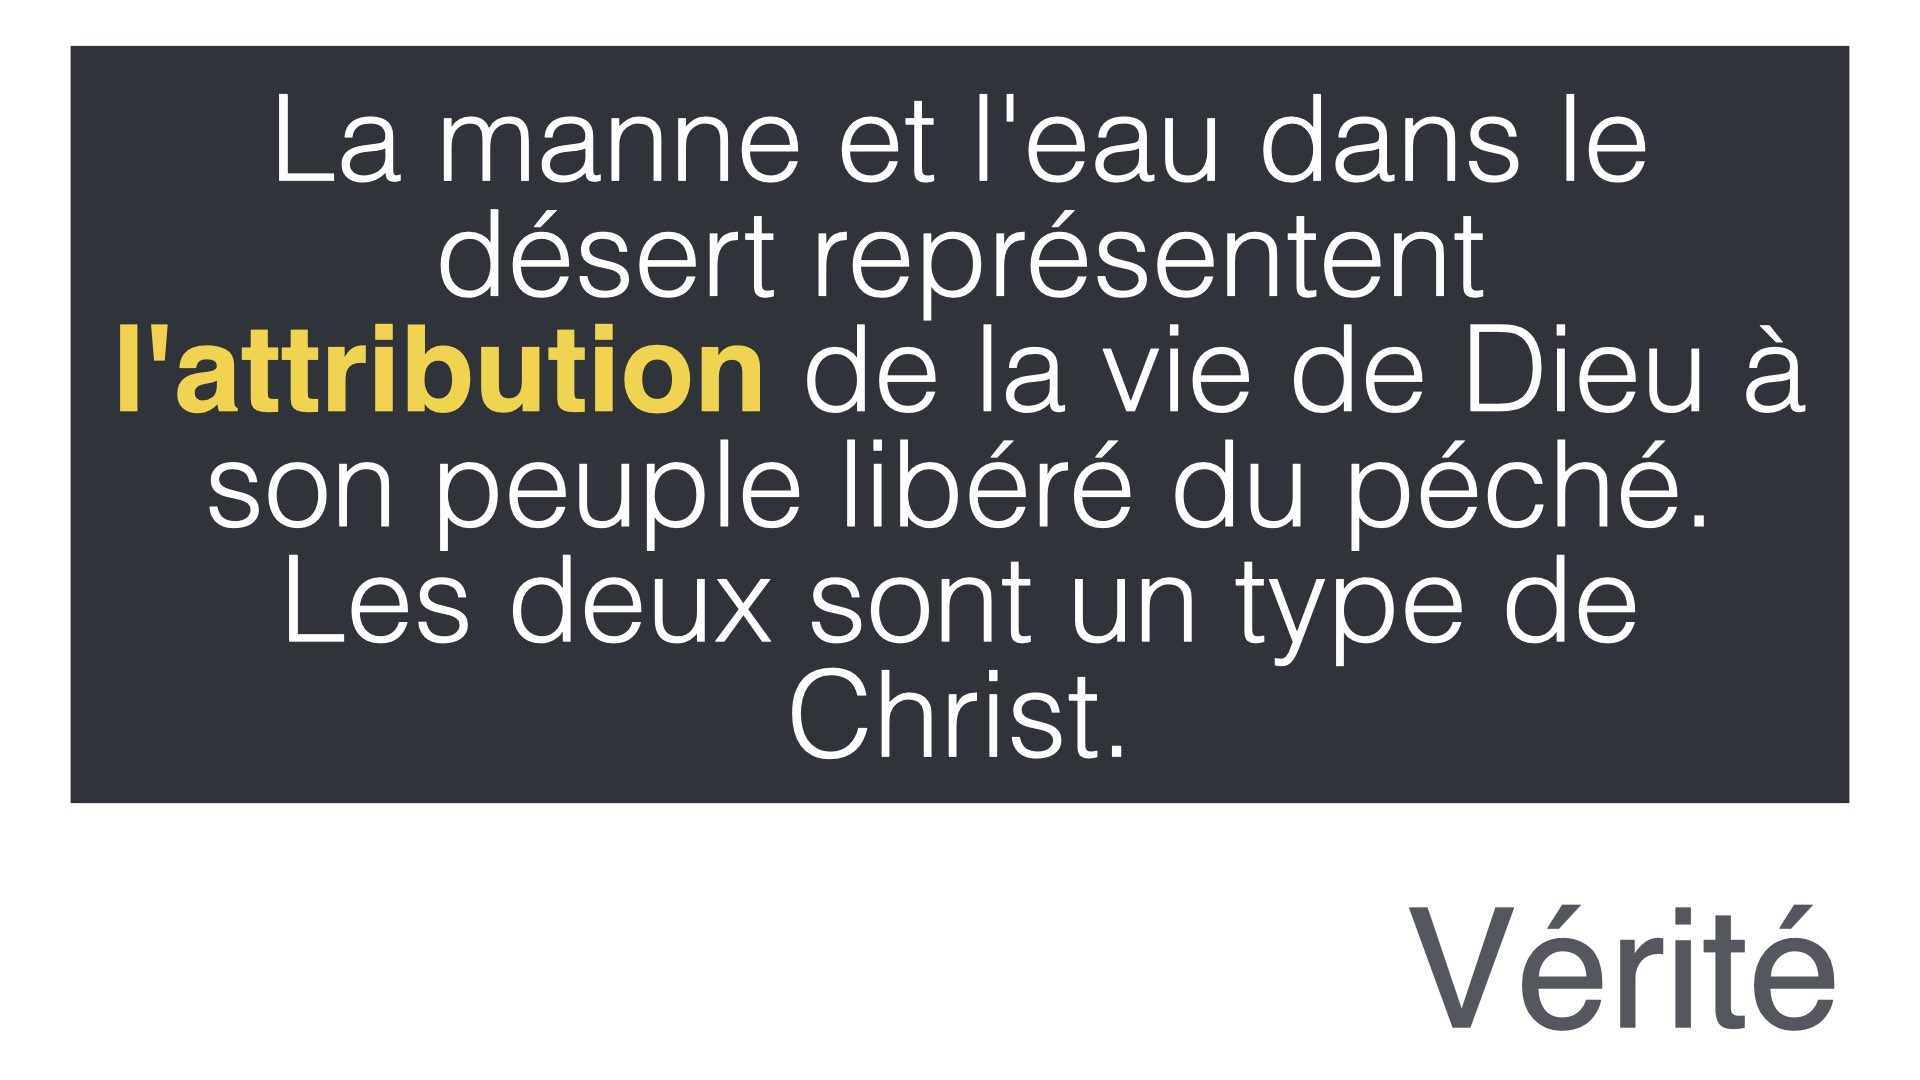 La manne et l'eau dans le
désert représentent
l'attribution de la vie de Dieu à
son peuple libéré du péché.
Les deux sont un type de
Christ.
Vérité